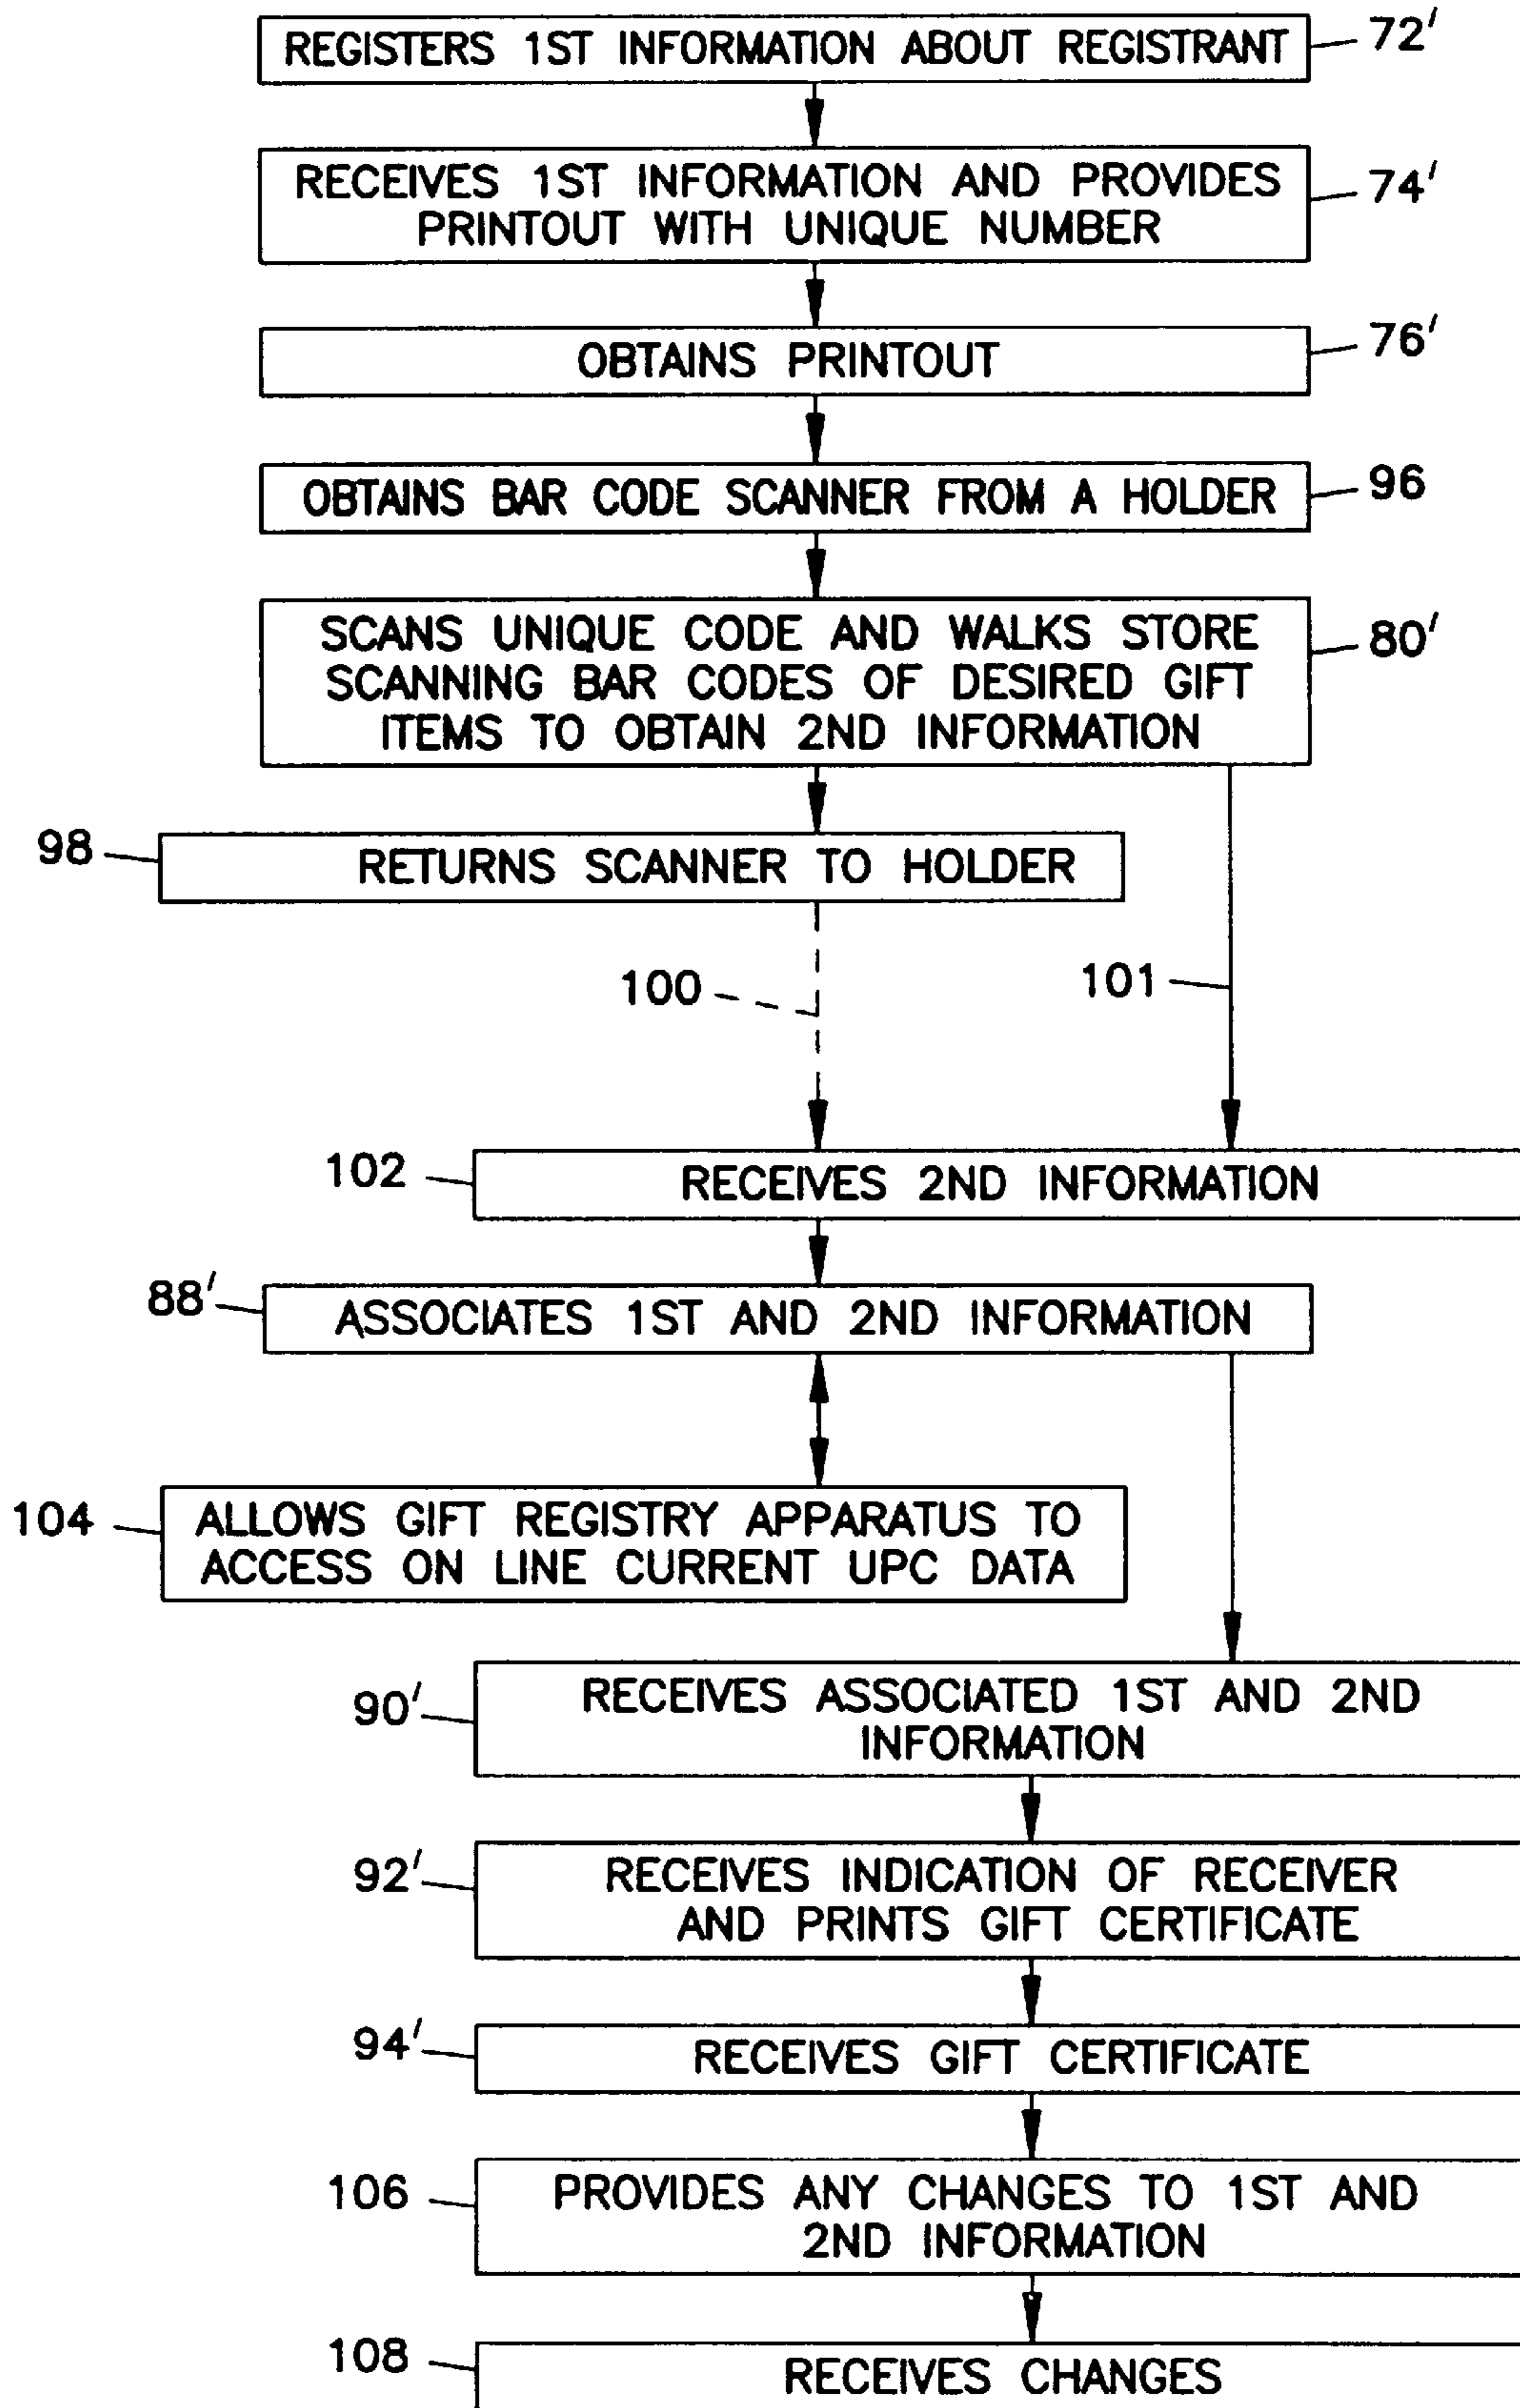 REGISTERS 1ST INFORMATION ABOUT REGISTRANT
72'
RECEIVES 1ST INFORMATION AND PROVIDES
PRINTOUT WITH UNIQUE NUMBER
74'
OBTAINS PRINTOUT
76'
OBTAINS BAR CODE SCANNER FROM A HOLDER
96
SCANS UNIQUE CODE AND WALKS STORE
SCANNING BAR CODES OF DESIRED GIFT
ITEMS TO OBTAIN 2ND INFORMATION
80'
98
RETURNS SCANNER TO HOLDER
100
101
102
RECEIVES 2ND INFORMATION
88'
ASSOCIATES 1ST AND 2ND INFORMATION
104
ALLOWS GIFT REGISTRY APPARATUS TO
ACCESS ON LINE CURRENT UPC DATA
90'
RECEIVES ASSOCIATED 1ST AND 2ND
INFORMATION
92'
RECEIVES INDICATION OF RECEIVER
AND PRINTS GIFT CERTIFICATE
94'
RECEIVES GIFT CERTIFICATE
106
PROVIDES ANY CHANGES TO 1ST AND
2ND INFORMATION
108
RECEIVES CHANGES